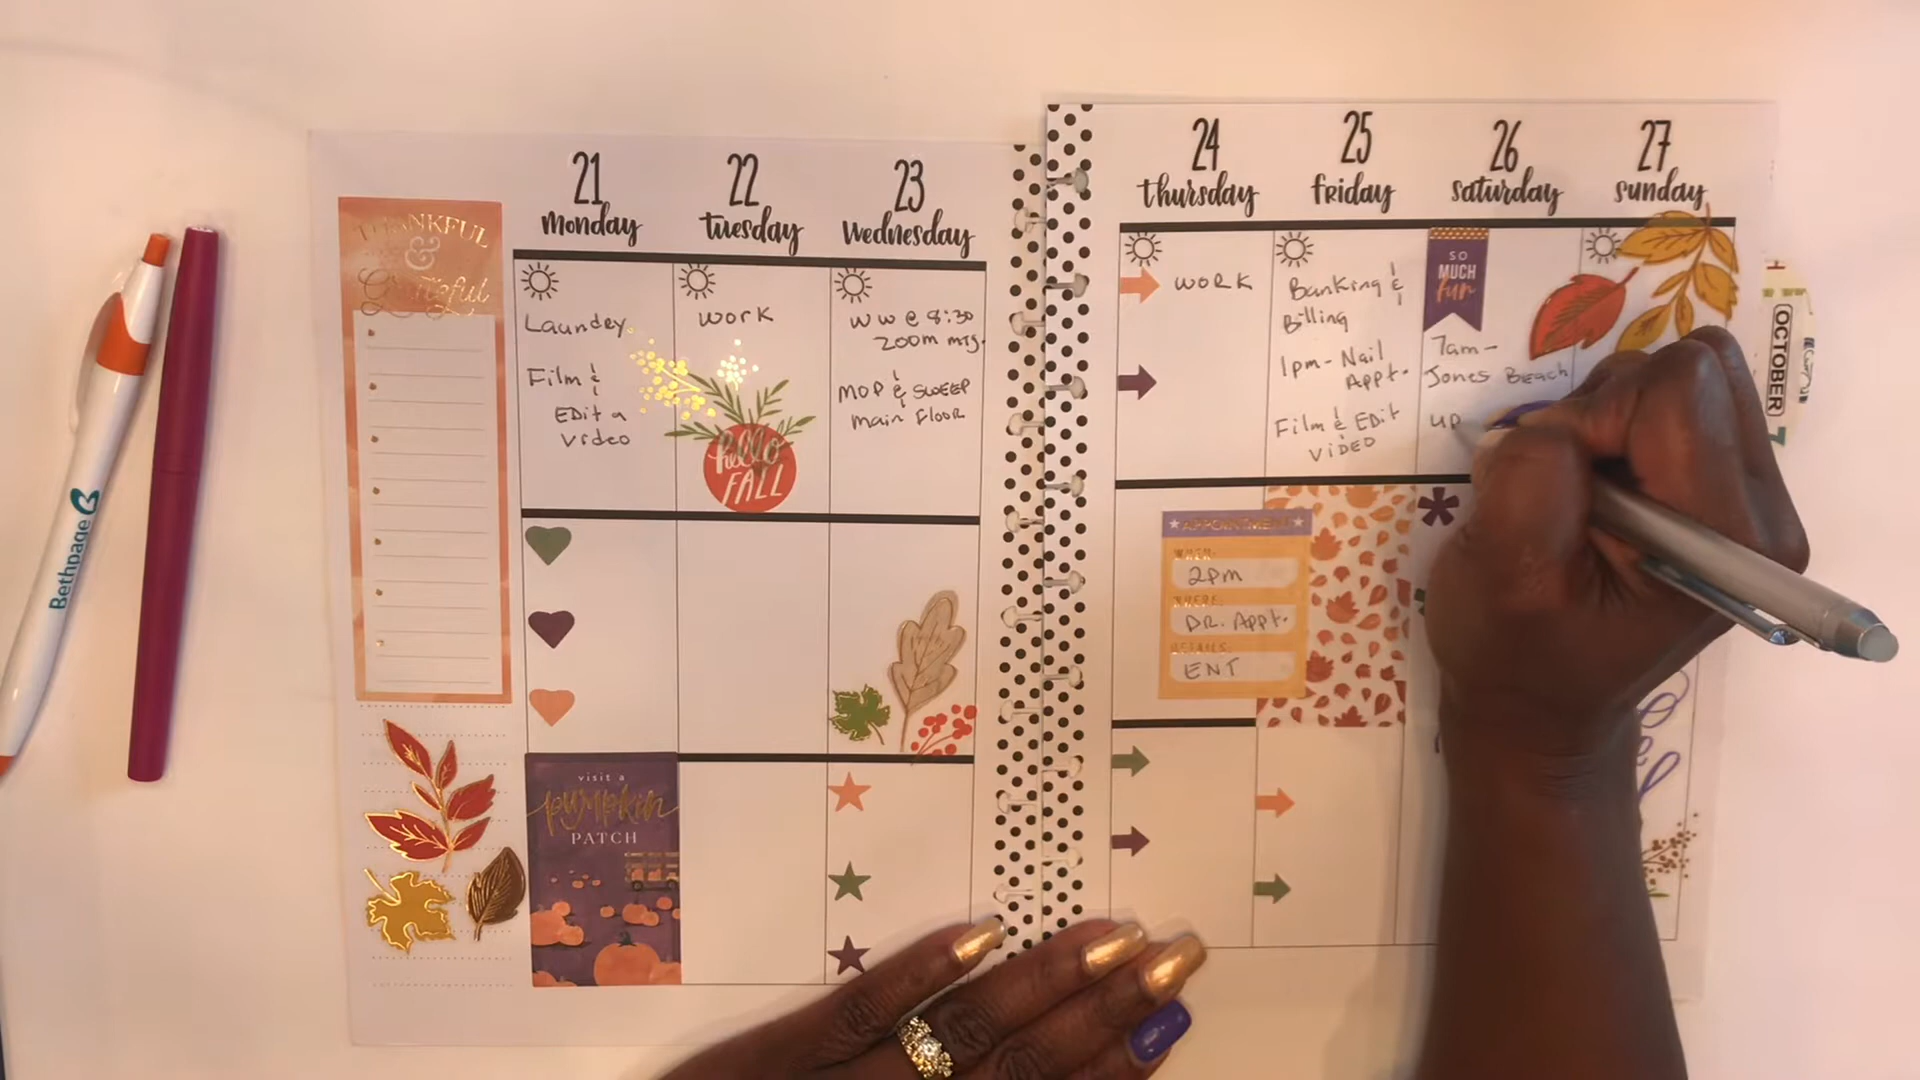 THANKFUL
&
Grateful
21
monday
22
tuesday
23
wednesday
Laundry
Film &
Edit a
video
work
hello
FALL
WW @ 8:30
zoom mtg.
MOP & SWEEP
main Floor
visit a
pumpkin
PATCH
24
thursday
25
friday
26
saturday
27
sunday
WORK
Banking &
Billing
1pm - Nail
Appt.
Film & EDit
VIDEO
SO
MUCH
fun
7am-
Jones Beach
up
APPOINTMENT
WHEN:
2pm
WHERE:
DR. Appt.
DETAILS:
ENT
OCTOBER
Bethpage